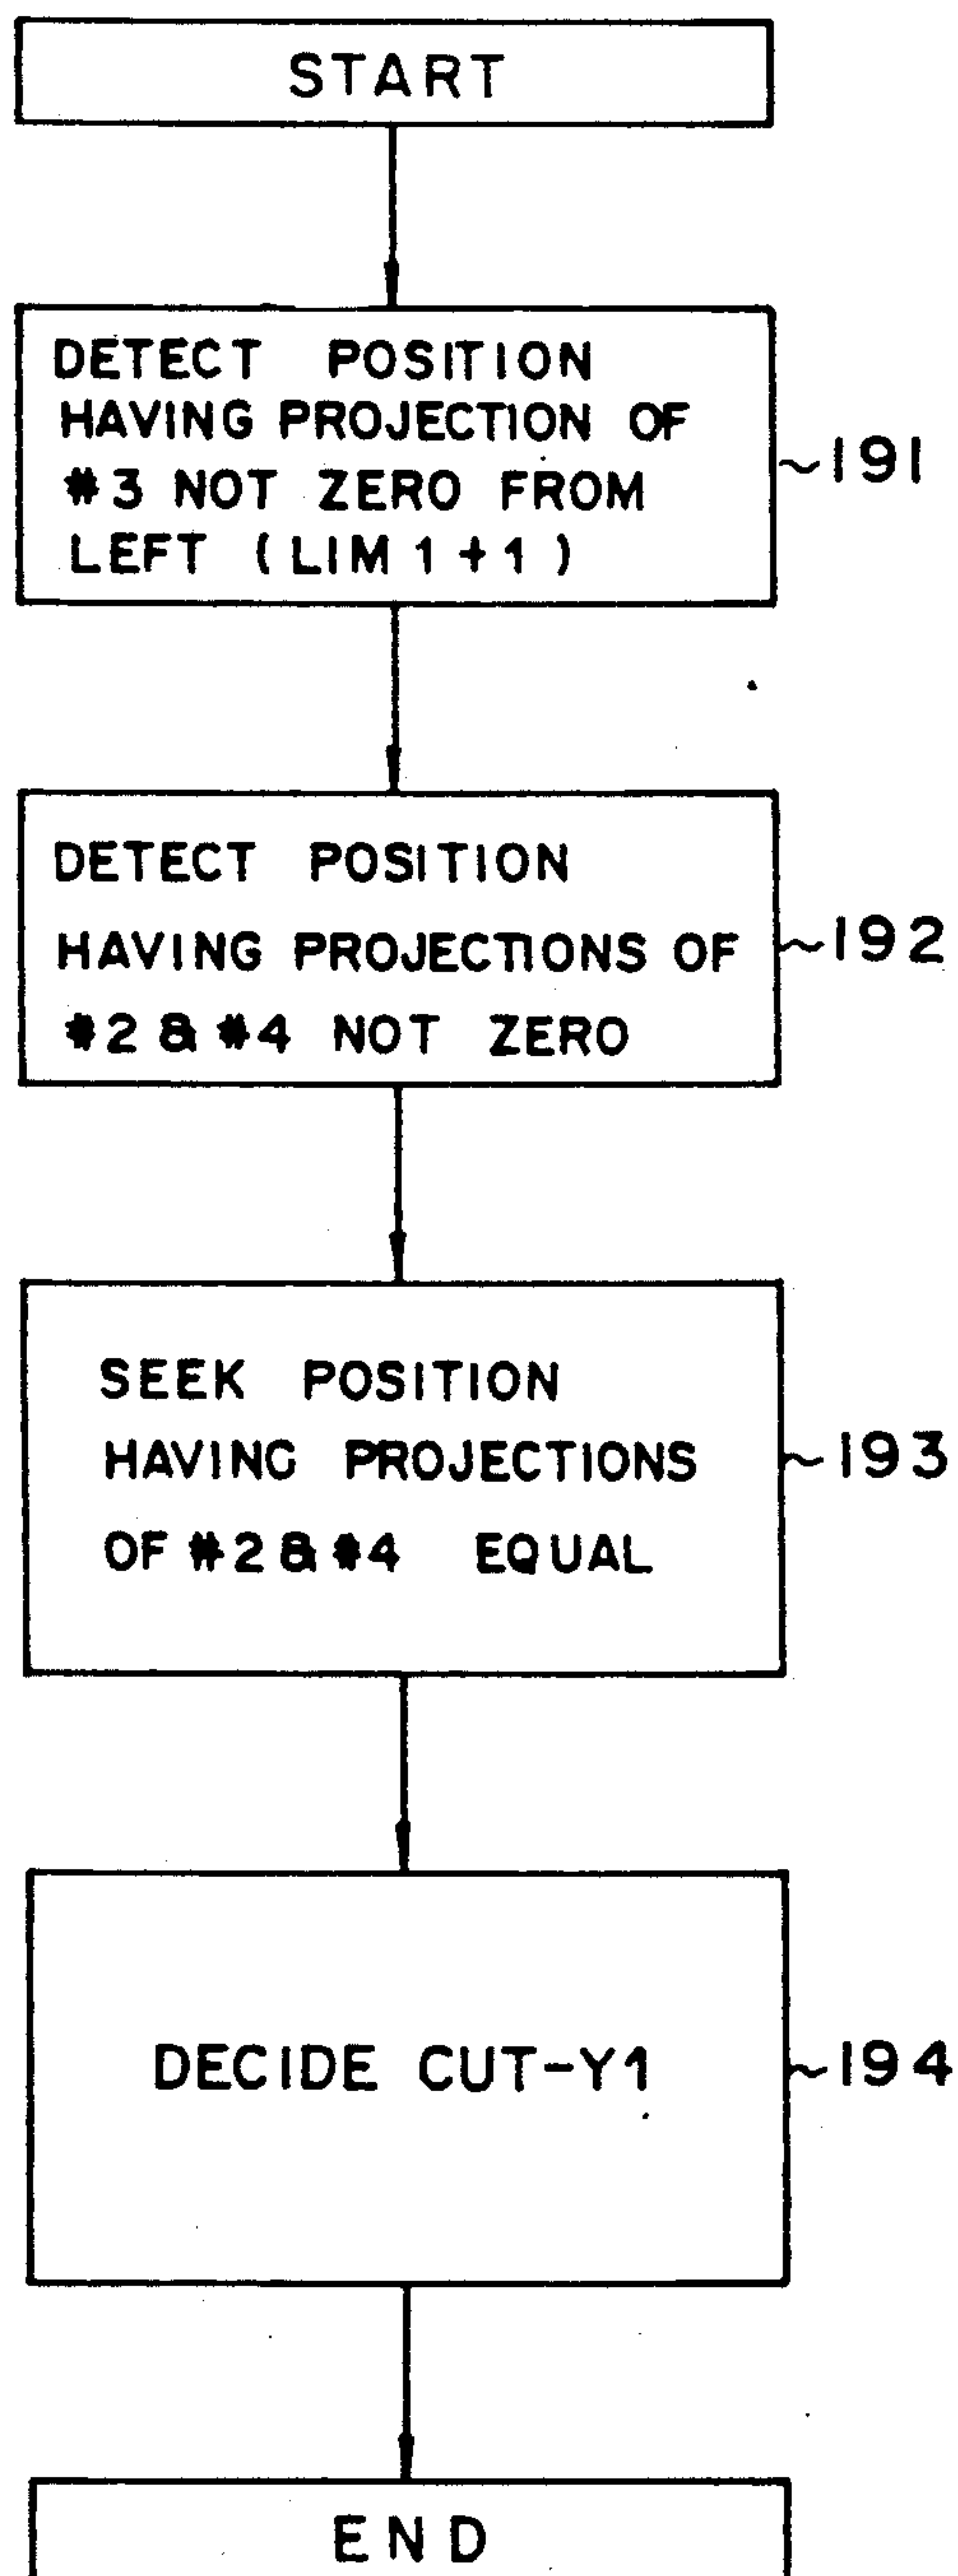 START
DETECT POSITION
HAVING PROJECTION OF
#3 NOT ZERO FROM
LEFT (LIM 1+1)
~191
DETECT POSITION
HAVING PROJECTIONS OF
#2 & #4 NOT ZERO
~192
SEEK POSITION
HAVING PROJECTIONS
OF #2 & #4 EQUAL
~193
DECIDE CUT-Y1
~194
END